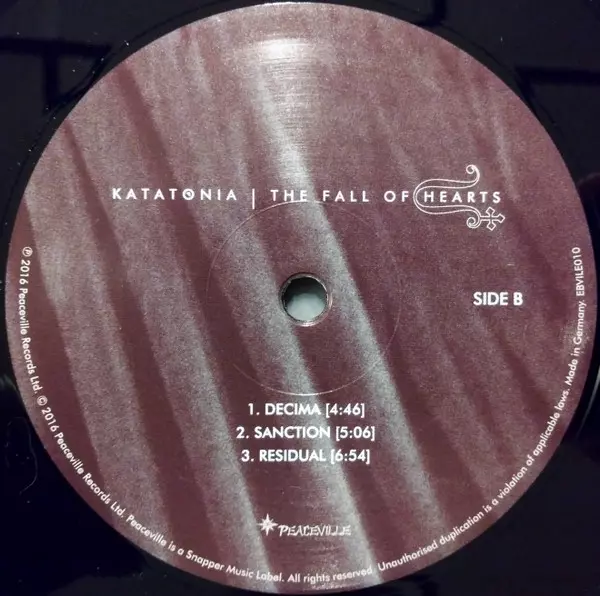 KATATONIA | THE FALL OF HEARTS
SIDE B
1. DECIMA [4:46]
2. SANCTION [5:06]
3. RESIDUAL [6:54]
PEACEVILLE
℗ 2016 Peaceville Records Ltd. © 2016 Peaceville Records Ltd. Peaceville is a Snapper Music Label. All rights reserved. Unauthorised duplication is a violation of applicable laws. Made in Germany. EBVILE010